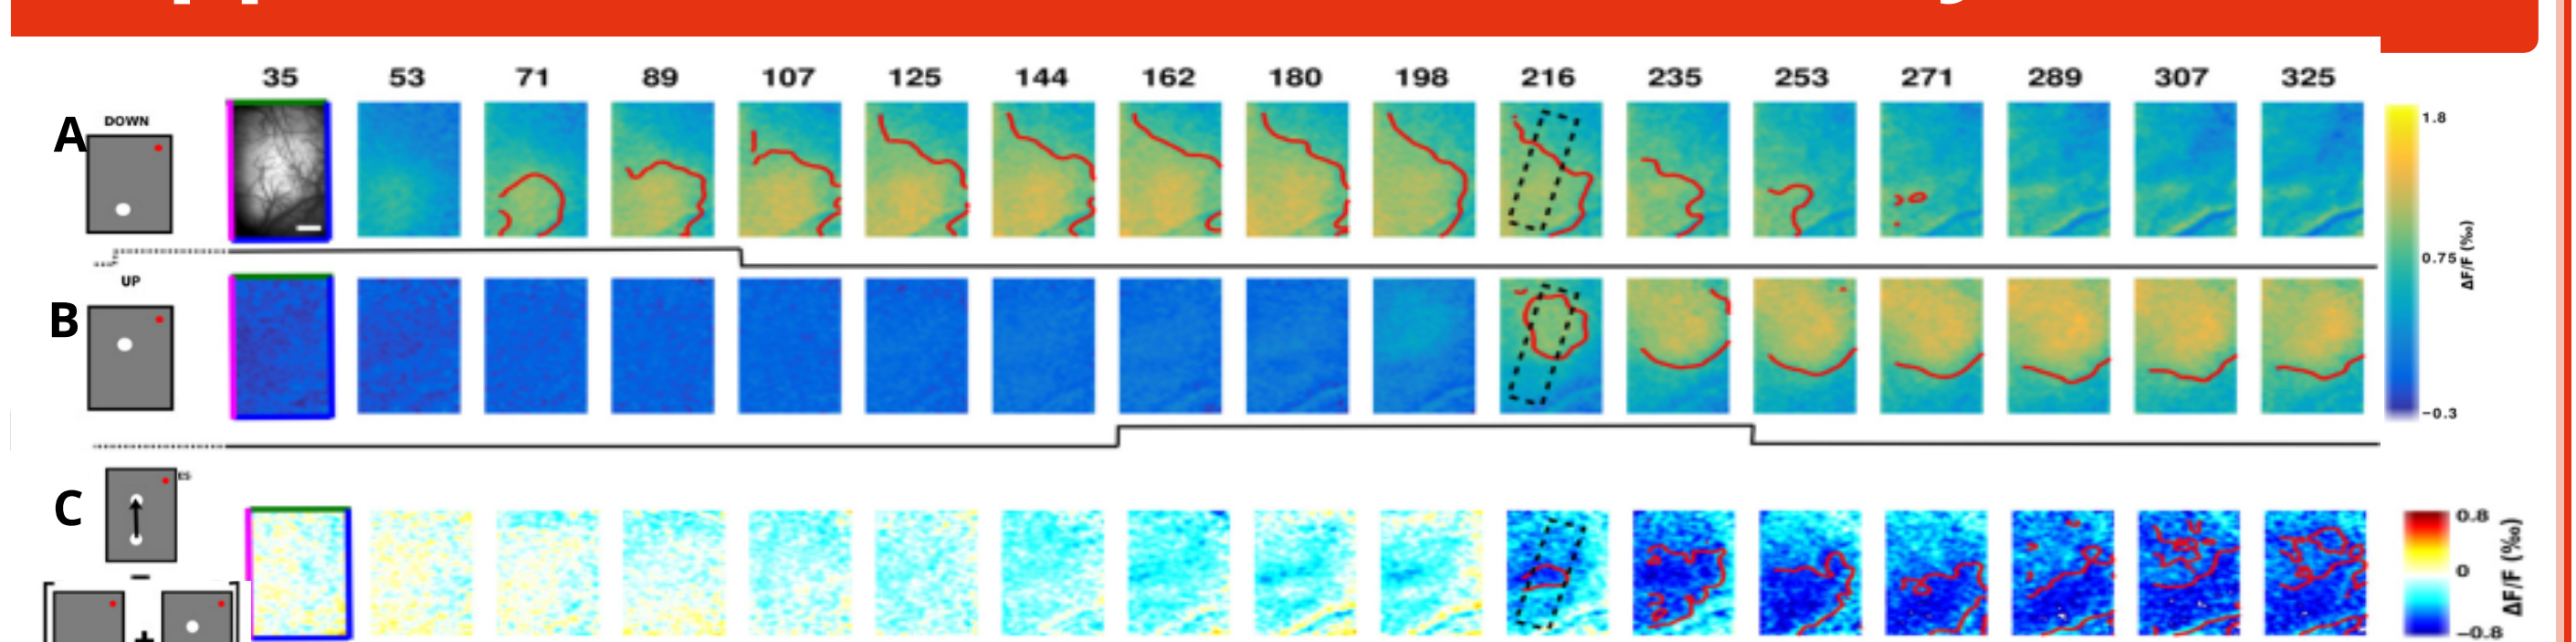 35 53 71 89 107 125 144 162 180 198 216 235 253 271 289 307 325
A
DOWN
1.8
0.75
ΔF/F (‰)
-0.3
UP
B
C
0.8
0
ΔF/F (‰)
-0.8
−
+